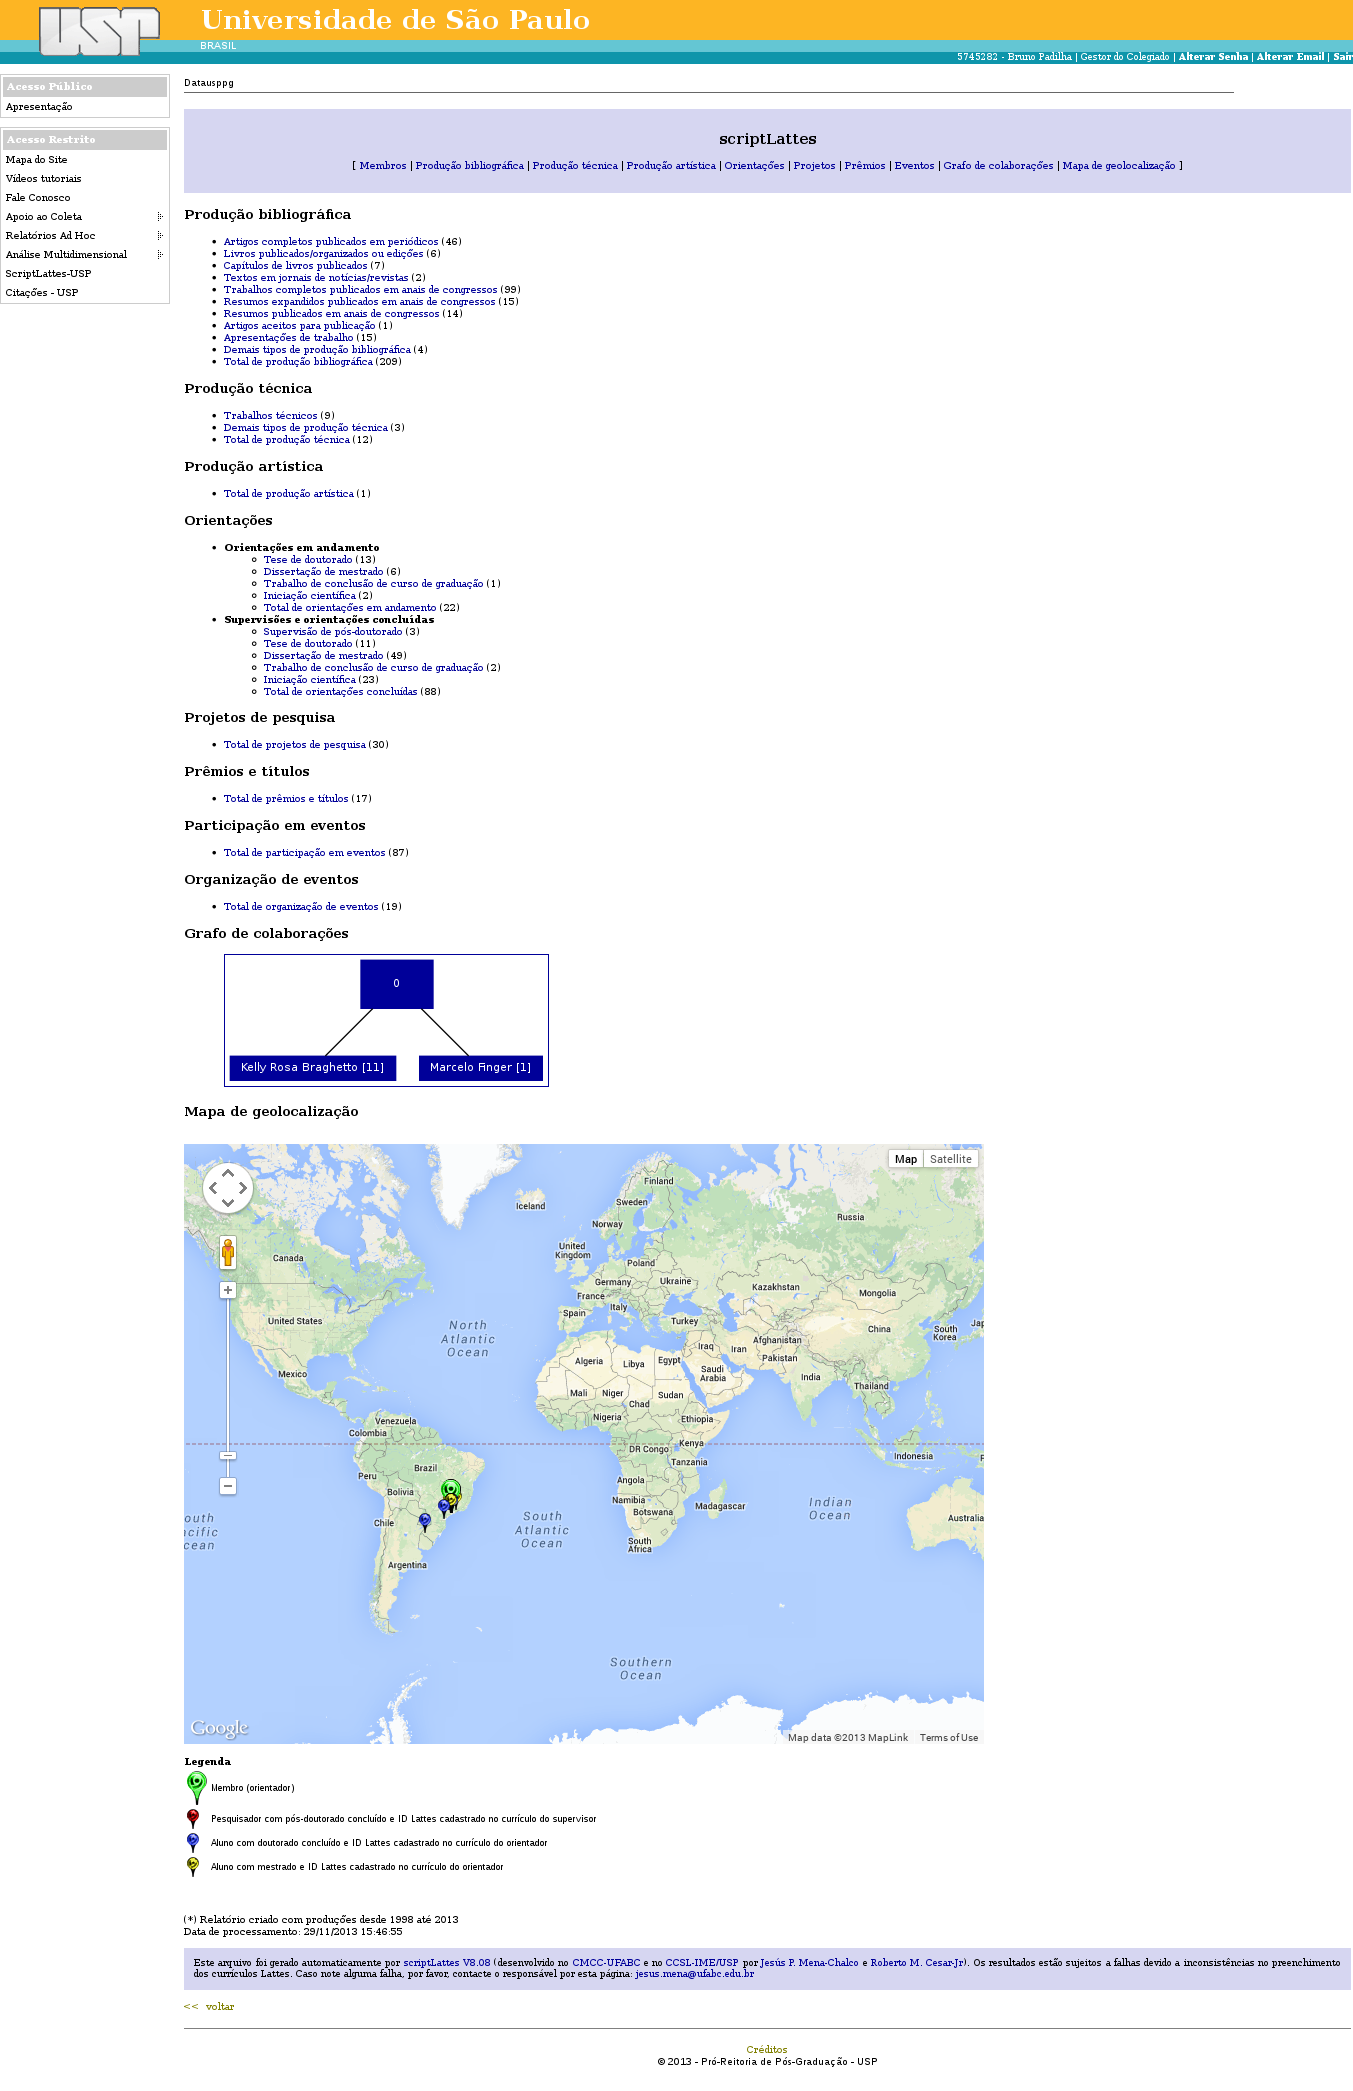 USP
Universidade de São Paulo
BRASIL
5745282 - Bruno Padilha | Gestor do Colegiado | Alterar Senha | Alterar Email | Sair
Acesso Público
Apresentação
Acesso Restrito
Mapa do Site
Vídeos tutoriais
Fale Conosco
Apoio ao Coleta
Relatórios Ad Hoc
Análise Multidimensional
ScriptLattes-USP
Citações - USP
Datausppg
scriptLattes
[ Membros | Produção bibliográfica | Produção técnica | Produção artística | Orientações | Projetos | Prêmios | Eventos | Grafo de colaborações | Mapa de geolocalização ]
Produção bibliográfica
• Artigos completos publicados em periódicos (46)
• Livros publicados/organizados ou edições (6)
• Capítulos de livros publicados (7)
• Textos em jornais de notícias/revistas (2)
• Trabalhos completos publicados em anais de congressos (99)
• Resumos expandidos publicados em anais de congressos (15)
• Resumos publicados em anais de congressos (14)
• Artigos aceitos para publicação (1)
• Apresentações de trabalho (15)
• Demais tipos de produção bibliográfica (4)
• Total de produção bibliográfica (209)
Produção técnica
• Trabalhos técnicos (9)
• Demais tipos de produção técnica (3)
• Total de produção técnica (12)
Produção artística
• Total de produção artística (1)
Orientações
• Orientações em andamento
Tese de doutorado (13)
Dissertação de mestrado (6)
Trabalho de conclusão de curso de graduação (1)
Iniciação científica (2)
Total de orientações em andamento (22)
• Supervisões e orientações concluídas
Supervisão de pós-doutorado (3)
Tese de doutorado (11)
Dissertação de mestrado (49)
Trabalho de conclusão de curso de graduação (2)
Iniciação científica (23)
Total de orientações concluídas (88)
Projetos de pesquisa
• Total de projetos de pesquisa (30)
Prêmios e títulos
• Total de prêmios e títulos (17)
Participação em eventos
• Total de participação em eventos (87)
Organização de eventos
• Total de organização de eventos (19)
Grafo de colaborações
0
Kelly Rosa Braghetto [11]
Marcelo Finger [1]
Mapa de geolocalização
Map
Satellite
Finland
Iceland
Sweden
Norway
Russia
United
Kingdom
Canada
Poland
Germany
Ukraine
Kazakhstan
France
Mongolia
Italy
Spain
United States
Turkey
China
South
Korea
Jap
North
Atlantic
Ocean
Iraq
Iran
Afghanistan
Pakistan
Algeria
Libya
Egypt
Saudi
Arabia
Mexico
India
Thailand
Mali
Niger
Sudan
Chad
Nigeria
Ethiopia
Venezuela
Colombia
DR Congo
Kenya
Indonesia
Tanzania
Peru
Brazil
Angola
Bolivia
Namibia
Madagascar
Botswana
Indian
Ocean
Chile
South
Atlantic
Ocean
outh
cific
cean
Australia
South
Africa
Argentina
Southern
Ocean
Google
Map data ©2013 MapLink
Terms of Use
Legenda
Membro (orientador)
Pesquisador com pós-doutorado concluído e ID Lattes cadastrado no currículo do supervisor
Aluno com doutorado concluído e ID Lattes cadastrado no currículo do orientador
Aluno com mestrado e ID Lattes cadastrado no currículo do orientador
(*) Relatório criado com produções desde 1998 até 2013
Data de processamento: 29/11/2013 15:46:55
Este arquivo foi gerado automaticamente por scriptLattes V8.08 (desenvolvido no CMCC-UFABC e no CCSL-IME/USP por Jesús P. Mena-Chalco e Roberto M. Cesar-Jr). Os resultados estão sujeitos a falhas devido a inconsistências no preenchimento
dos currículos Lattes. Caso note alguma falha, por favor, contacte o responsável por esta página: jesus.mena@ufabc.edu.br
<< voltar
Créditos
© 2013 - Pró-Reitoria de Pós-Graduação - USP